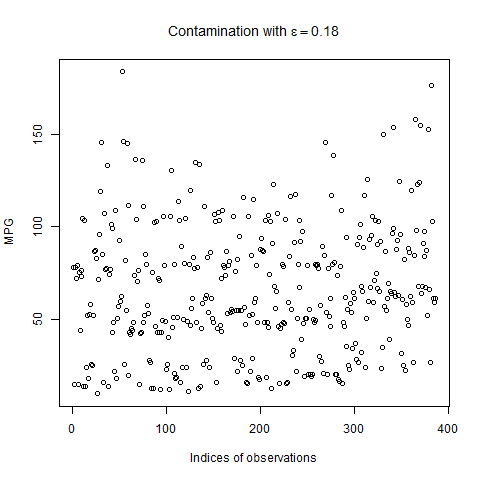 Contamination with ε = 0.18
MPG
150
100
50
0 100 200 300 400
Indices of observations